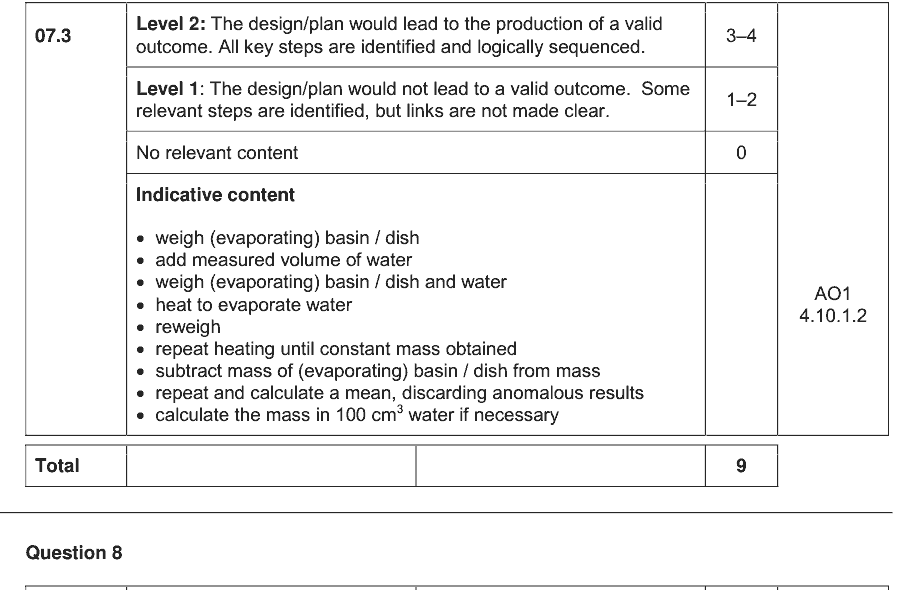 07.3
Level 2: The design/plan would lead to the production of a valid
outcome. All key steps are identified and logically sequenced.
3–4
Level 1: The design/plan would not lead to a valid outcome. Some
relevant steps are identified, but links are not made clear.
1–2
No relevant content
0
Indicative content
• weigh (evaporating) basin / dish
• add measured volume of water
• weigh (evaporating) basin / dish and water
• heat to evaporate water
• reweigh
• repeat heating until constant mass obtained
• subtract mass of (evaporating) basin / dish from mass
• repeat and calculate a mean, discarding anomalous results
• calculate the mass in 100 cm³ water if necessary
AO1
4.10.1.2
Total
9
Question 8